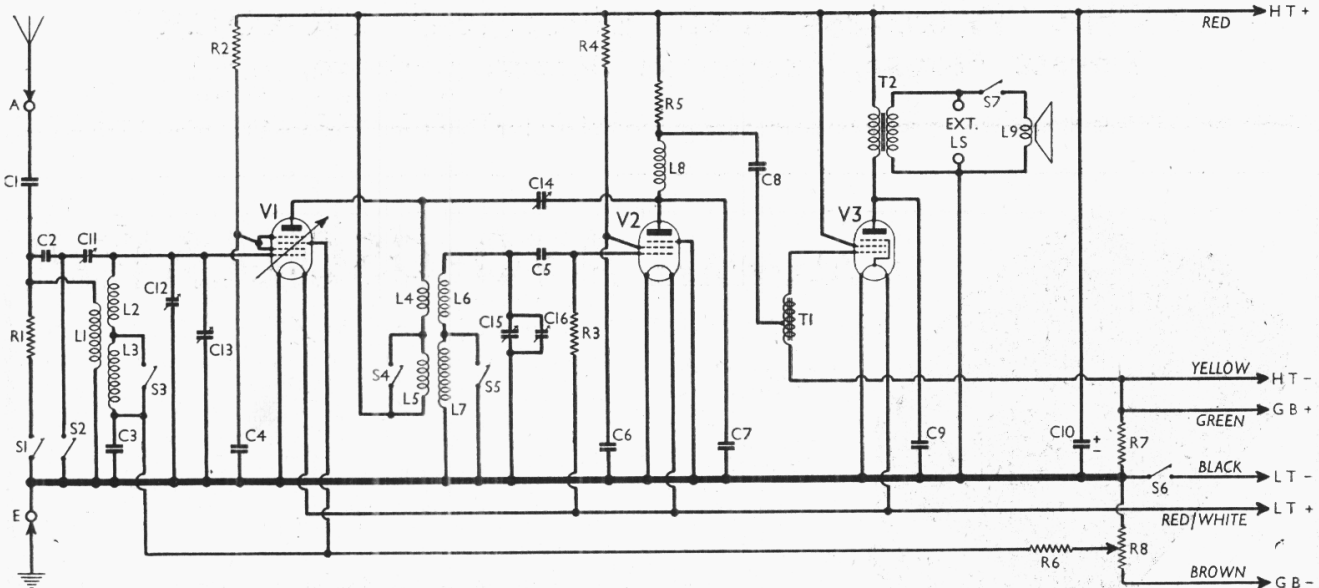 HT+
RED
R2
R4
T2
S7
A
R5
EXT.
LS
L9
C1
L8
C8
V1
C14
V2
V3
C2
C11
C5
L2
C12
L4
L6
C15
C16
R1
L1
C13
R3
T1
L3
S3
S4
L5
S5
L7
YELLOW
HT-
GB+
GREEN
S1
S2
C3
C4
C6
C7
C9
C10
+
-
R7
BLACK
LT-
S6
E
LT+
RED/WHITE
R6
R8
BROWN
GB-